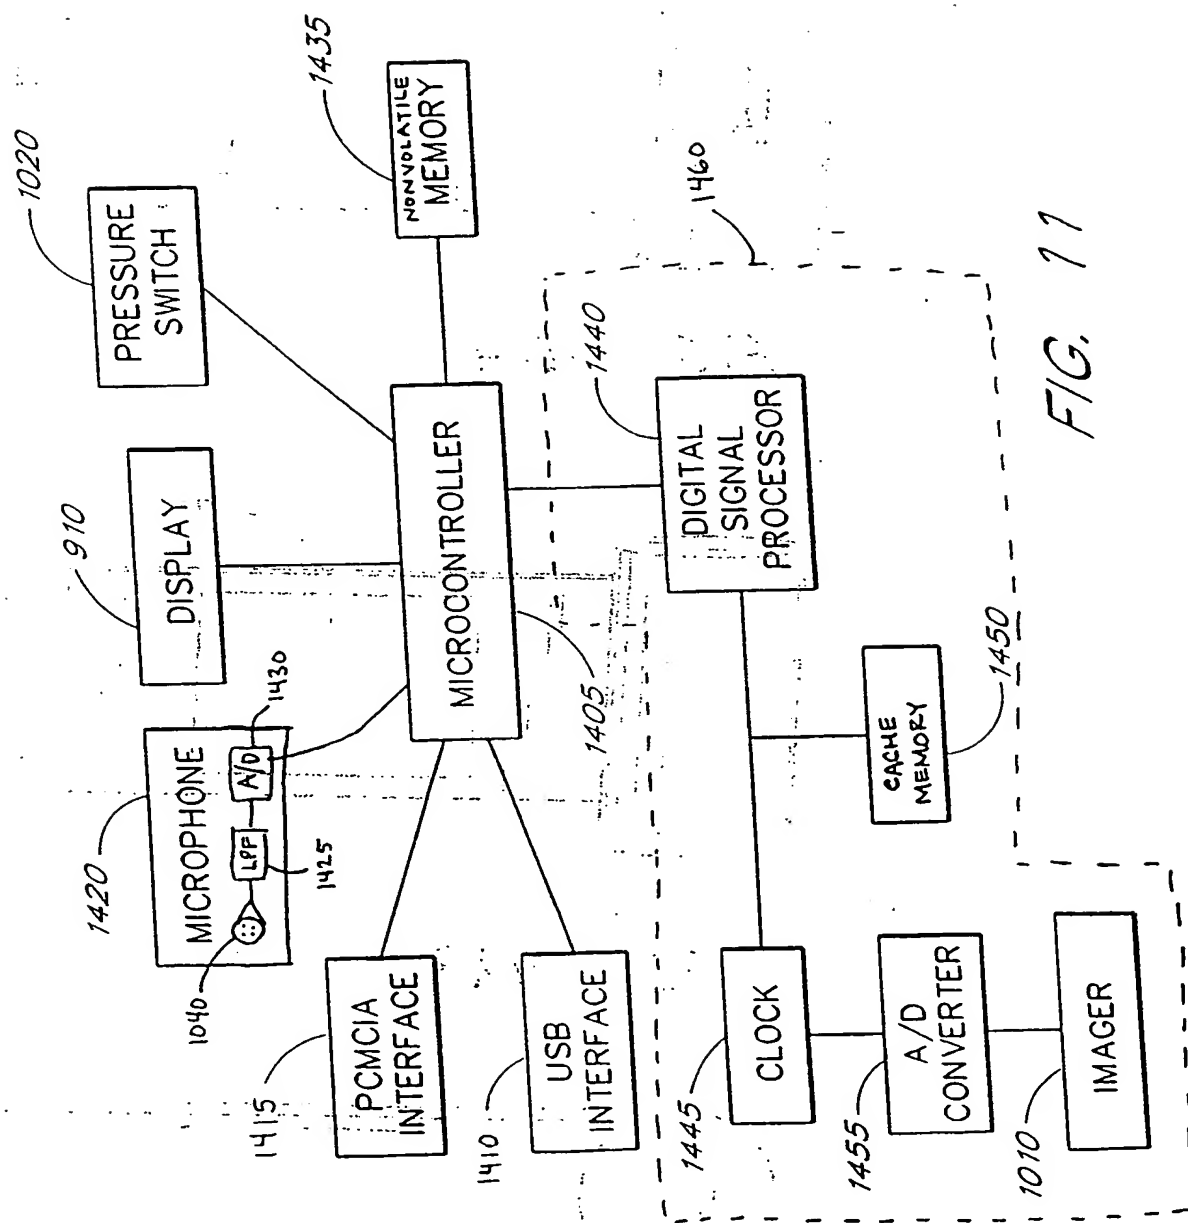 1020
PRESSURE
SWITCH
1435
NONVOLATILE
MEMORY
910
DISPLAY
1420
MICROPHONE
1040
LPF
1425
A/D
1430
MICROCONTROLLER
1405
1415
PCMCIA
INTERFACE
1410
USB
INTERFACE
1460
1440
DIGITAL
SIGNAL
PROCESSOR
1445
CLOCK
CACHE
MEMORY
1450
1455
A/D
CONVERTER
1010
IMAGER
FIG. 11